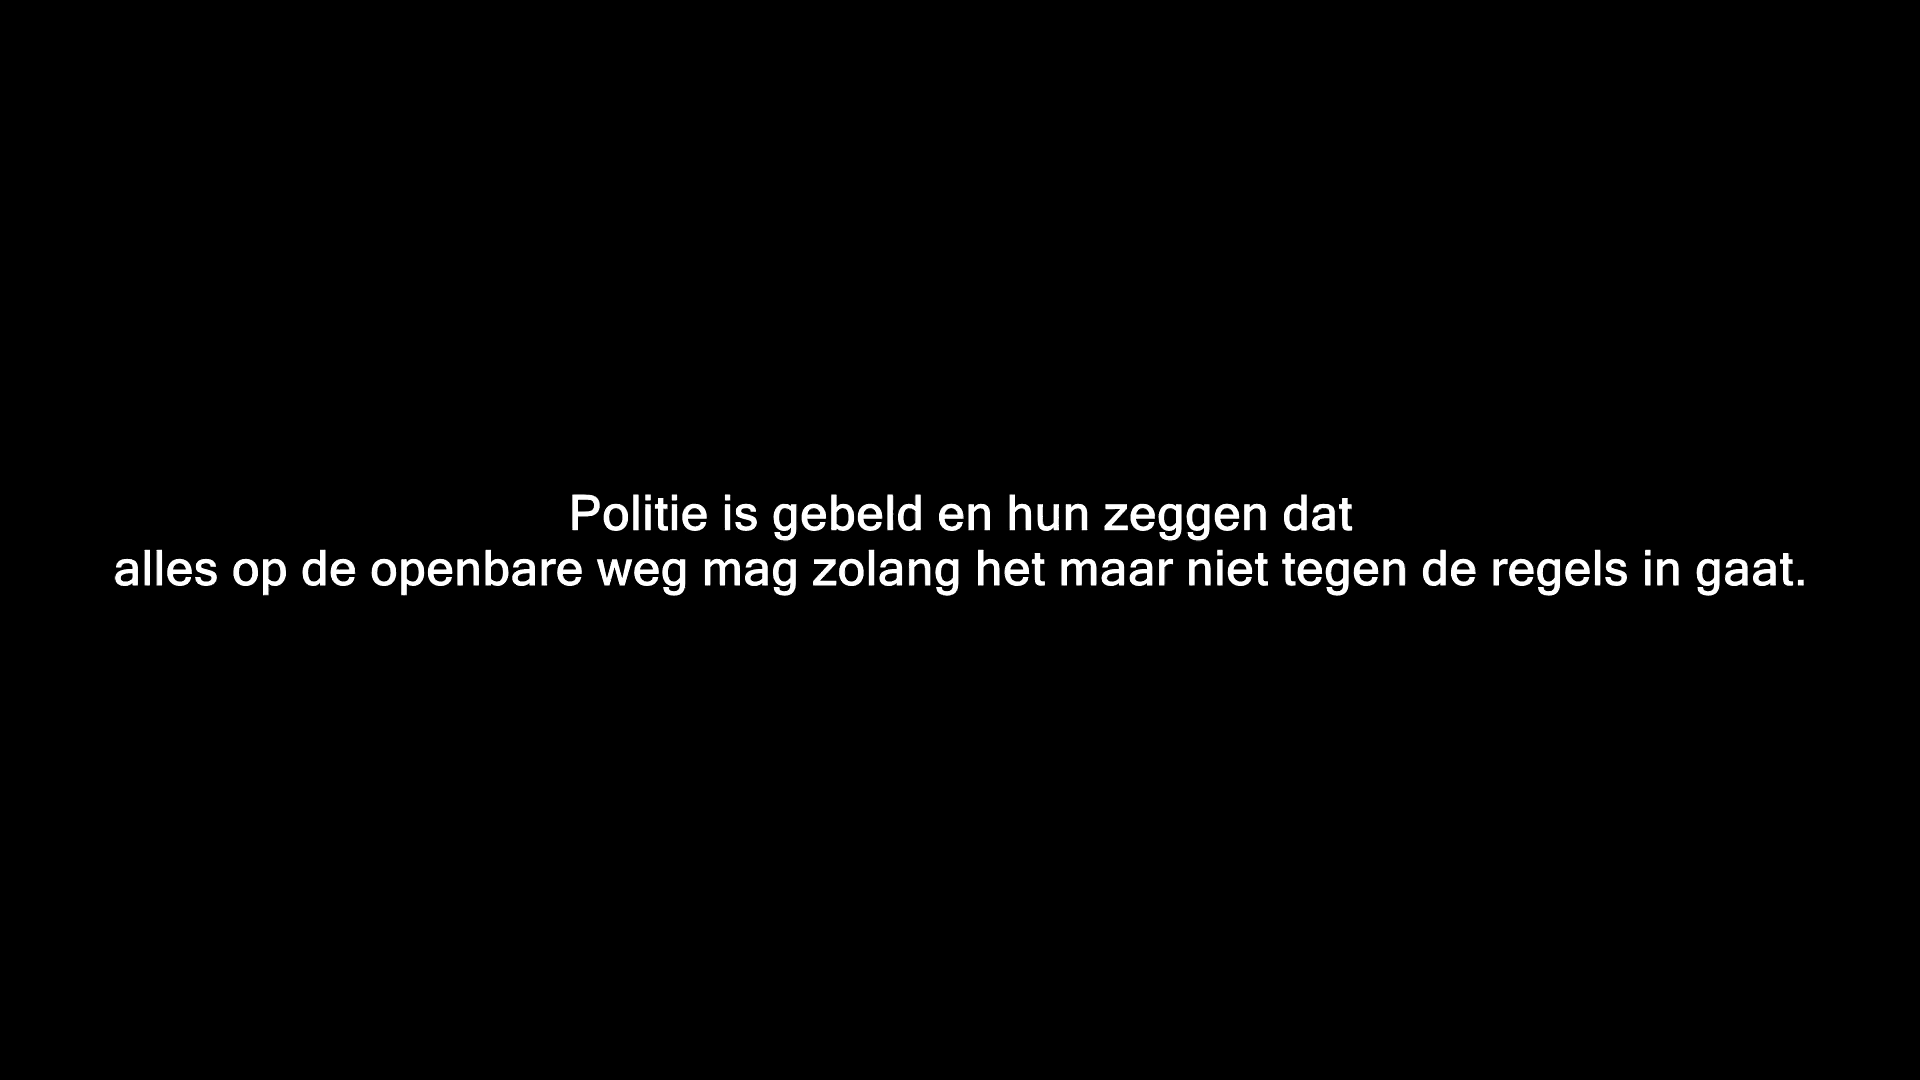 Politie is gebeld en hun zeggen dat
alles op de openbare weg mag zolang het maar niet tegen de regels in gaat.